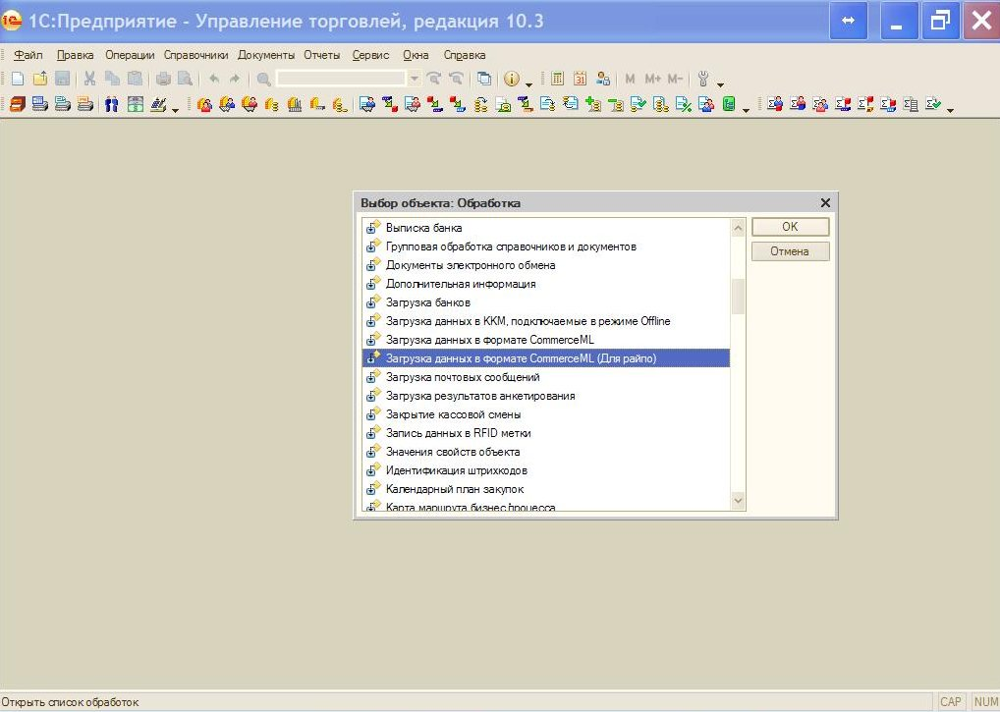 1С:Предприятие - Управление торговлей, редакция 10.3
Файл Правка Операции Справочники Документы Отчеты Сервис Окна Справка
M M+ M-
Выбор объекта: Обработка
Выписка банка
OK
Групповая обработка справочников и документов
Отмена
Документы электронного обмена
Дополнительная информация
Загрузка банков
Загрузка данных в ККМ, подключаемые в режиме Offline
Загрузка данных в формате CommerceML
Загрузка данных в формате CommerceML (Для райпо)
Загрузка почтовых сообщений
Загрузка результатов анкетирования
Закрытие кассовой смены
Запись данных в RFID метки
Значения свойств объекта
Идентификация штрихкодов
Календарный план закупок
Карта маршрута бизнес процесса
Открыть список обработок
CAP NUM